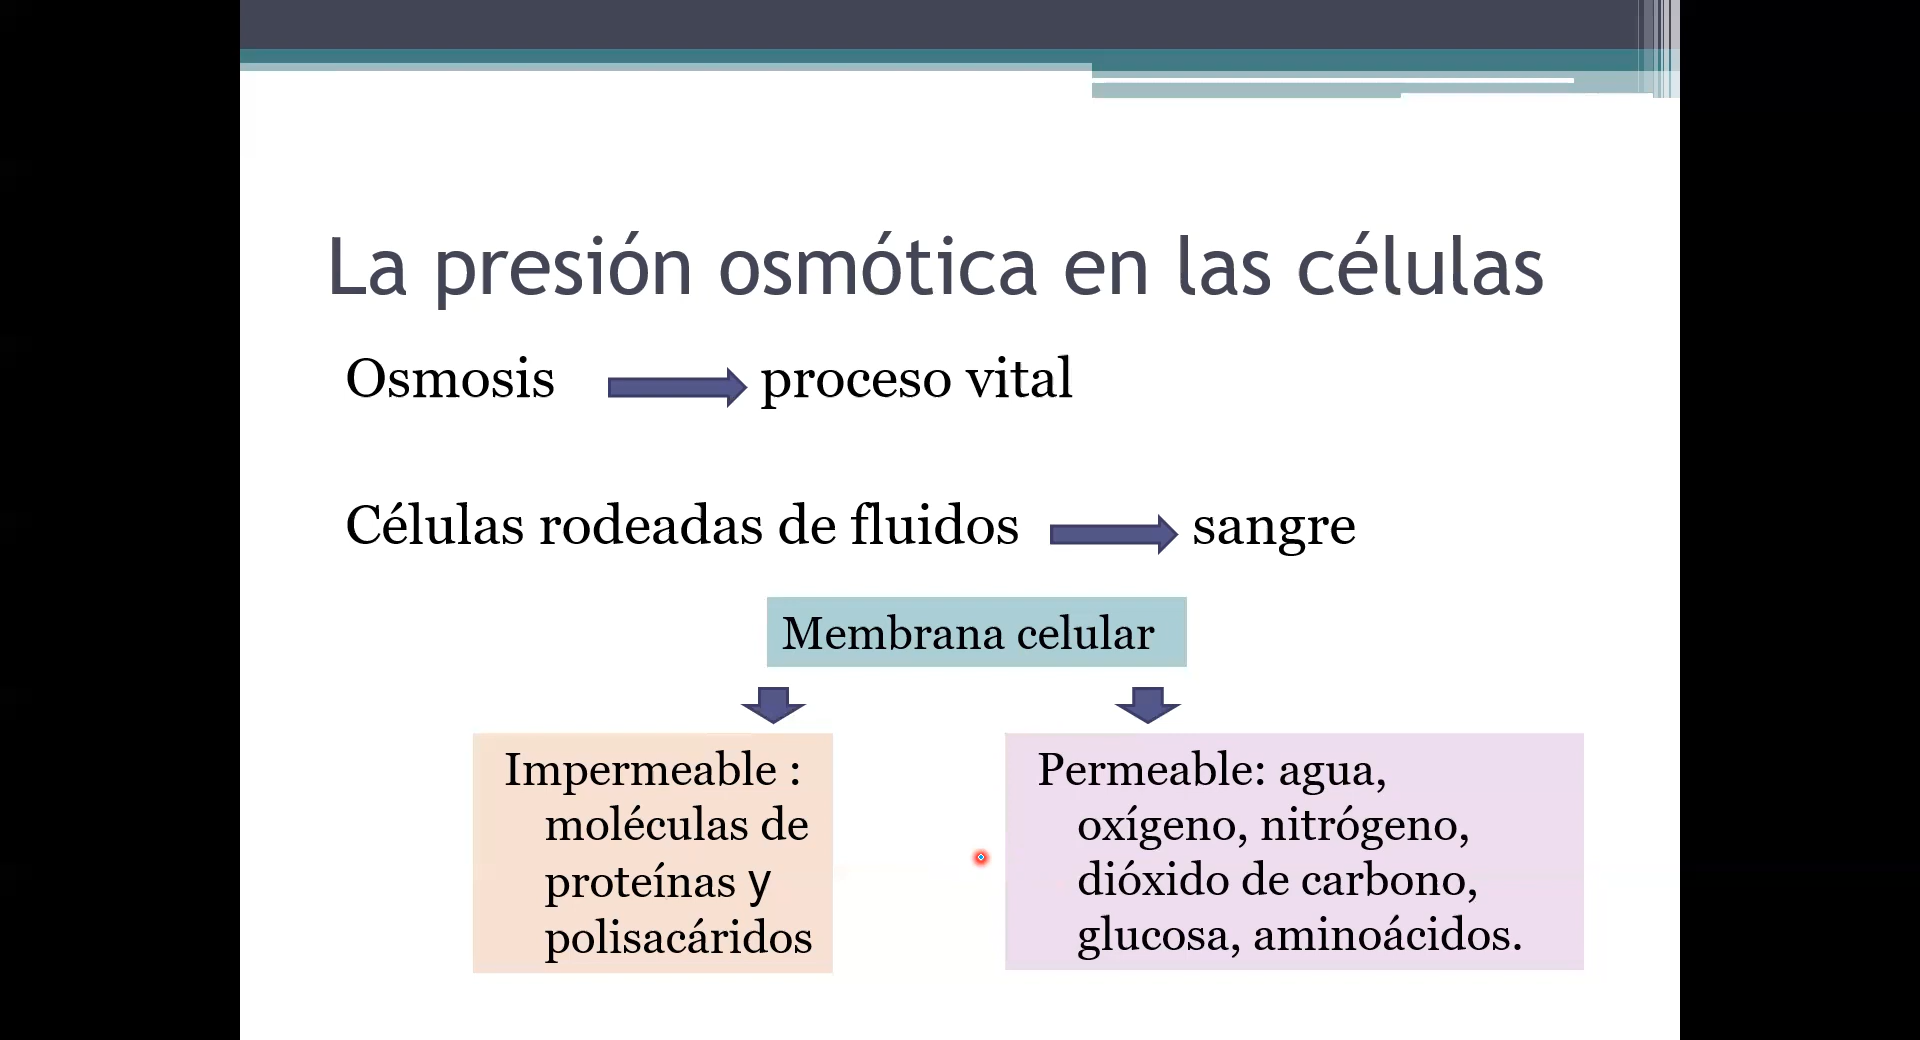 La presión osmótica en las células
Osmosis proceso vital
Células rodeadas de fluidos sangre
Membrana celular
Impermeable :
moléculas de
proteínas y
polisacáridos
Permeable: agua,
oxígeno, nitrógeno,
dióxido de carbono,
glucosa, aminoácidos.